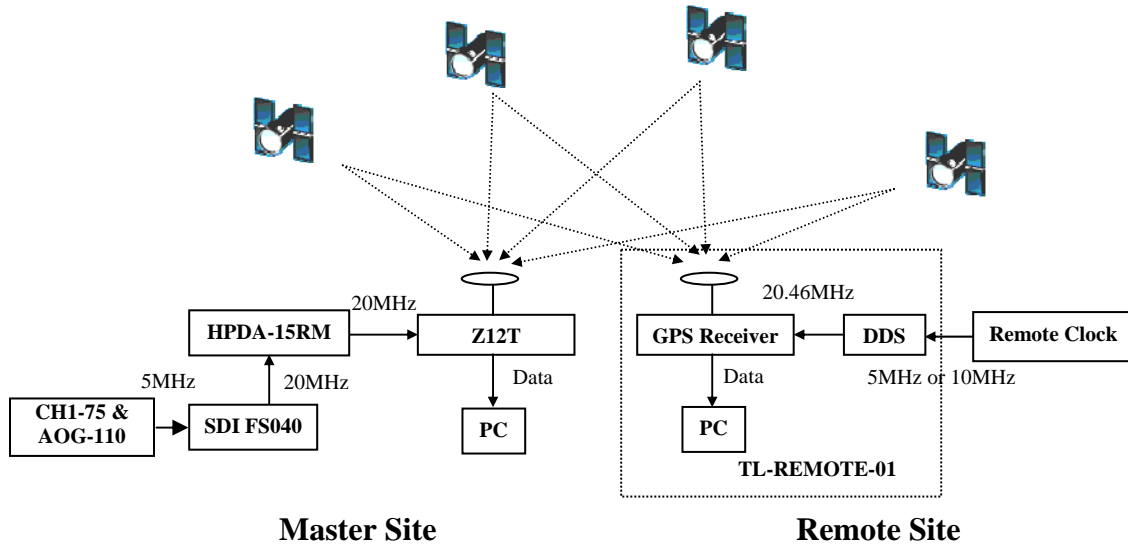 20MHz
HPDA-15RM
Z12T
5MHz
20MHz
CH1-75 &
AOG-110
SDI FS040
Data
PC
Master Site
20.46MHz
GPS Receiver
DDS
Remote Clock
5MHz or 10MHz
Data
PC
TL-REMOTE-01
Remote Site